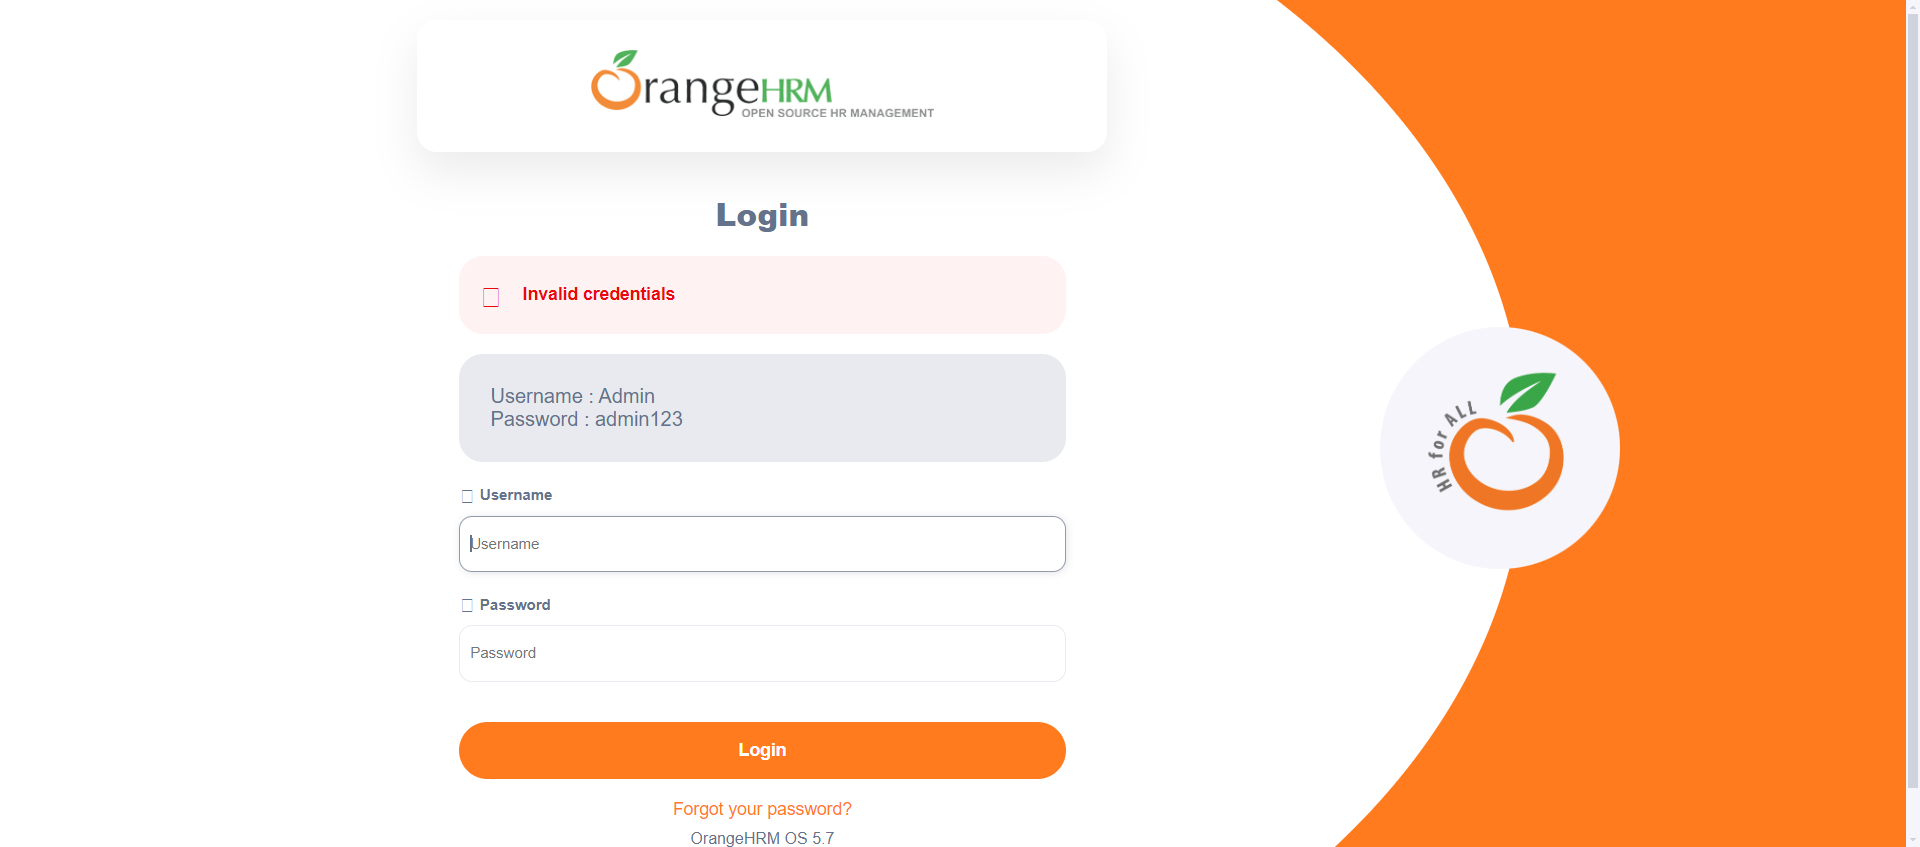 OrangeHRM
OPEN SOURCE HR MANAGEMENT
Login
Invalid credentials
Username : Admin
Password : admin123
Username
Username
Password
Password
Login
Forgot your password?
OrangeHRM OS 5.7
HR for ALL